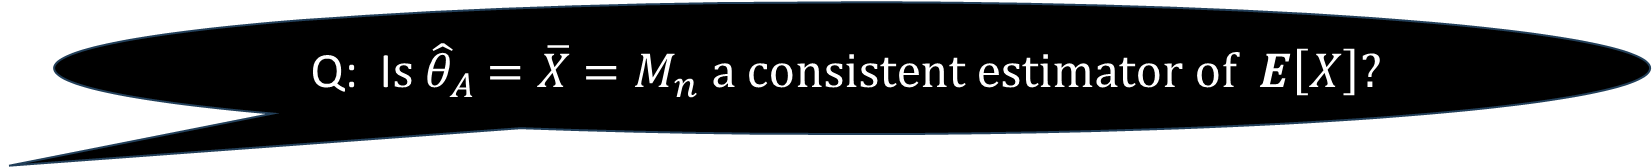 Q: Is θ̂_A = X̄ = M_n a consistent estimator of E[X]?